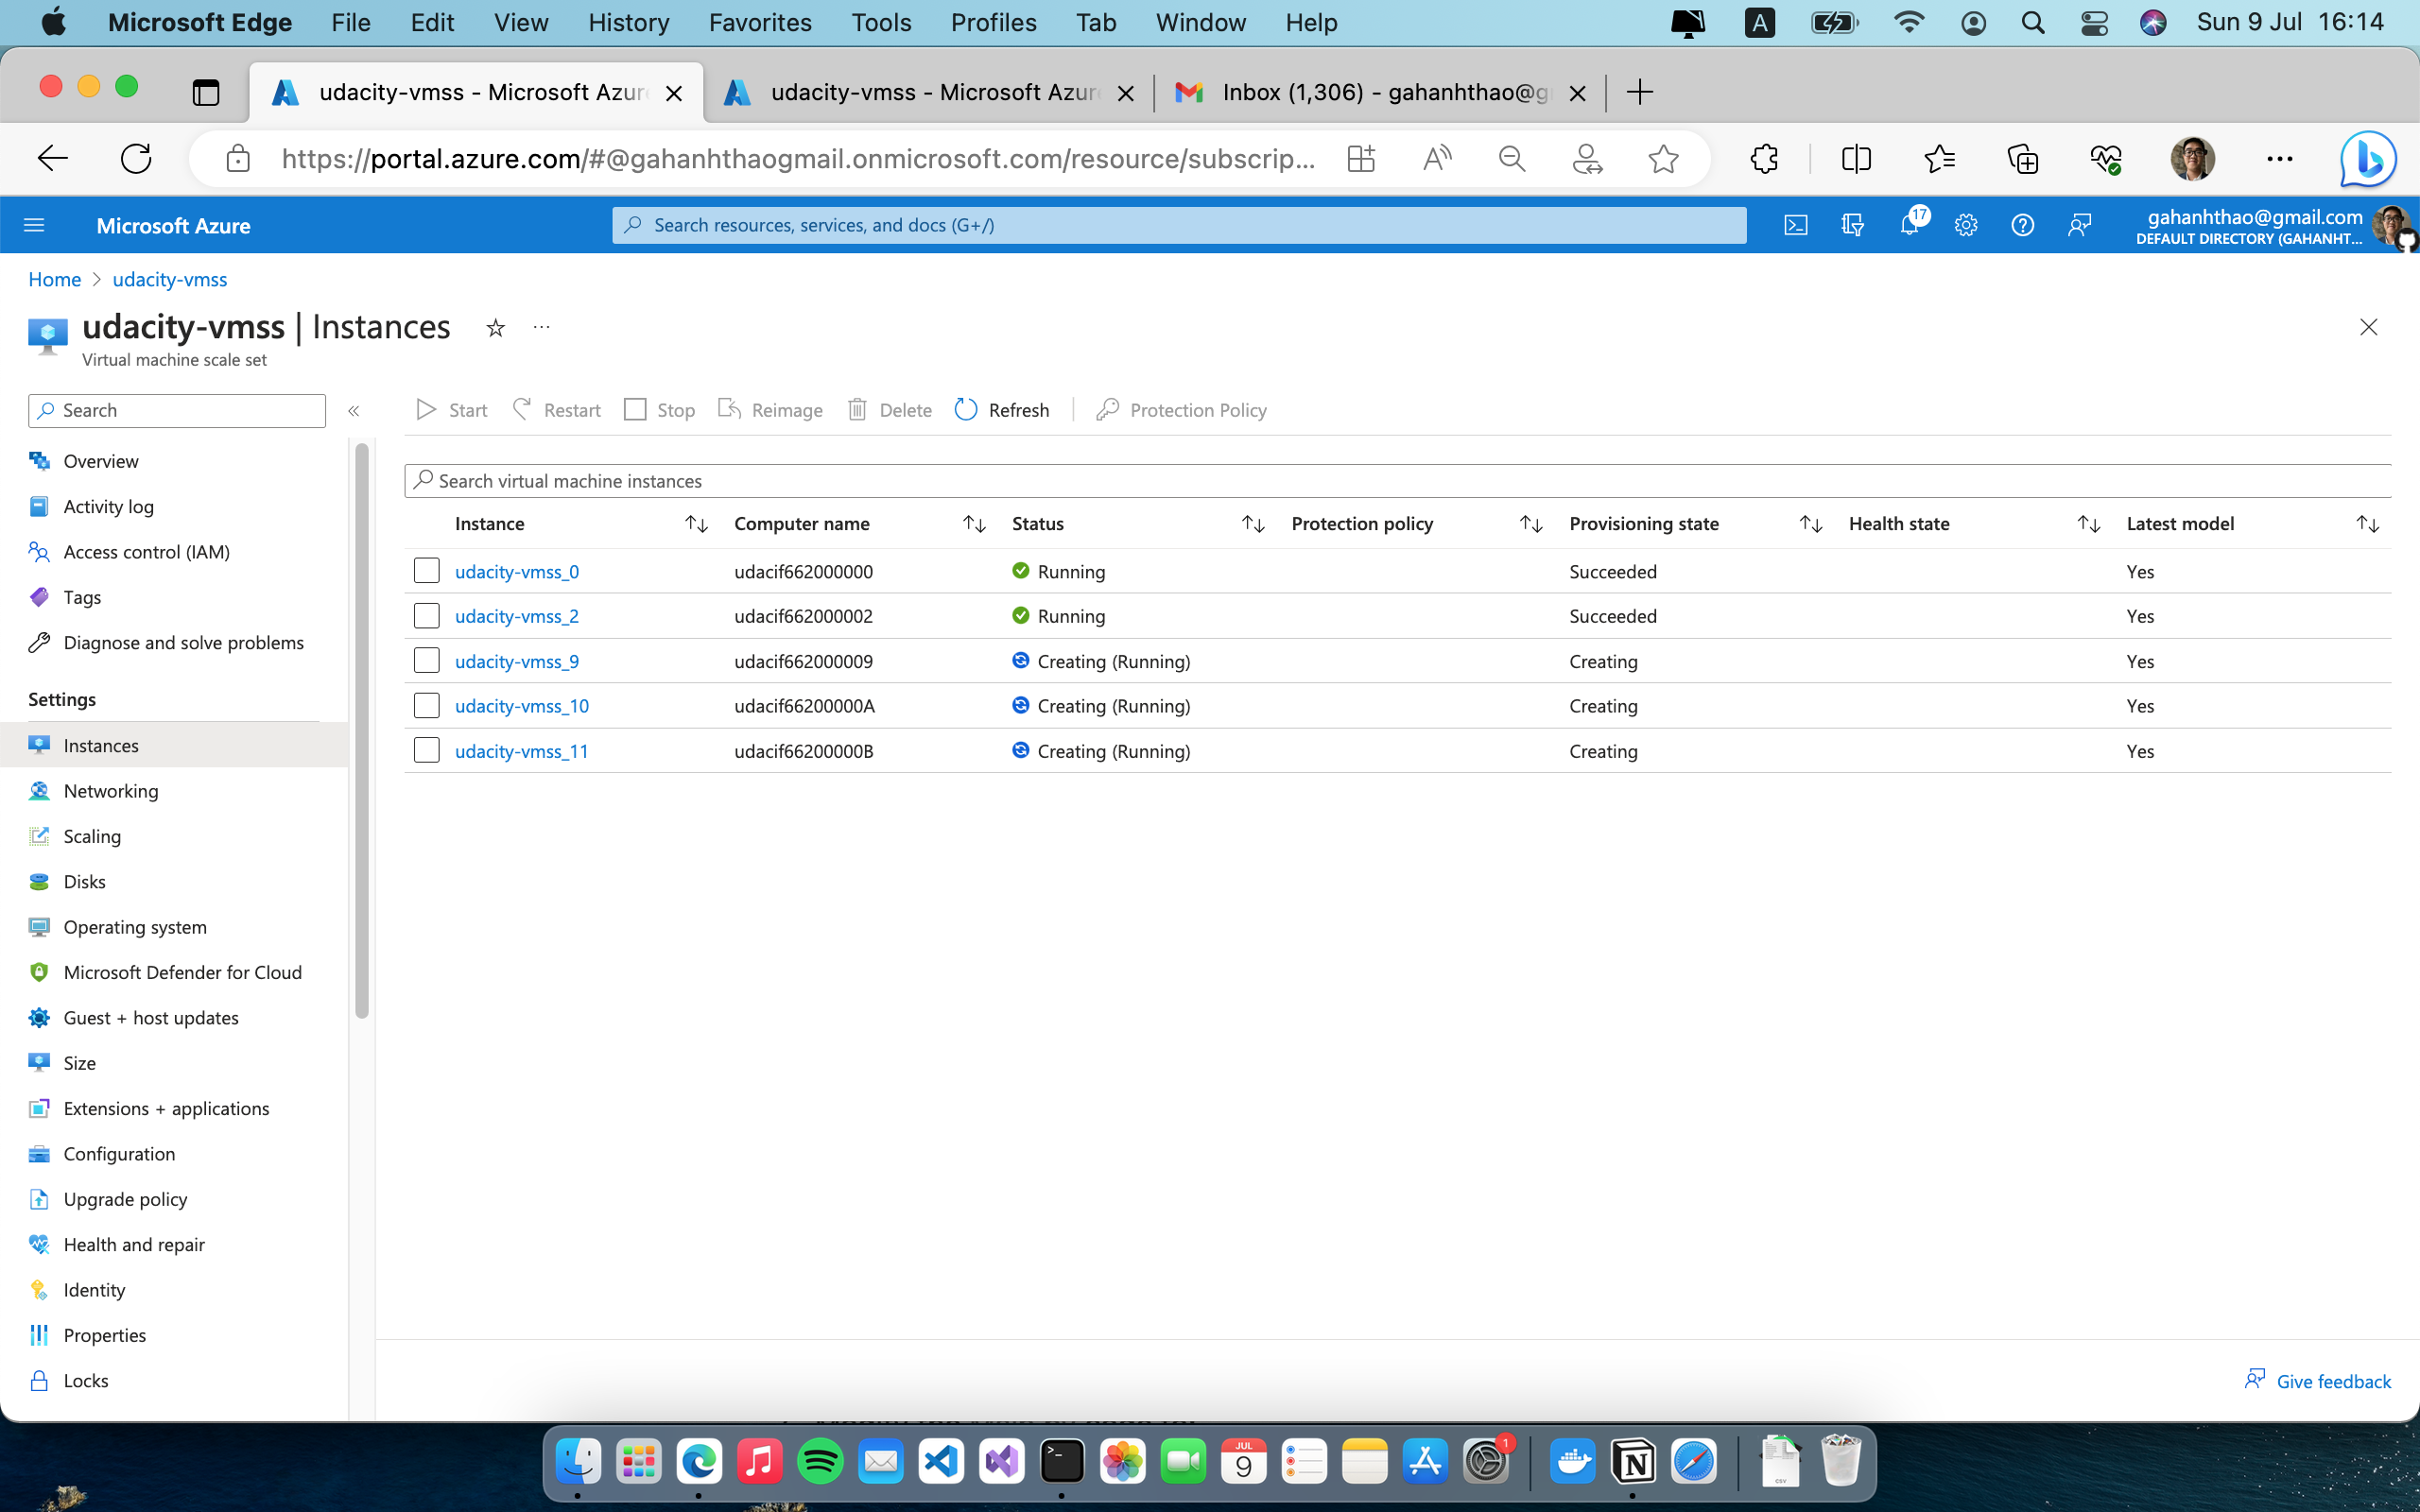 Microsoft Edge File Edit View History Favorites Tools Profiles Tab Window Help A Sun 9 Jul 16:14
udacity-vmss - Microsoft Azur udacity-vmss - Microsoft Azur Inbox (1,306) - gahanhthao@g
https://portal.azure.com/#@gahanhthaogmail.onmicrosoft.com/resource/subscrip...
Microsoft Azure
Search resources, services, and docs (G+/)
17
gahanhthao@gmail.com
DEFAULT DIRECTORY (GAHANHT...
Home > udacity-vmss
udacity-vmss | Instances ...
Virtual machine scale set
Search
«
Start Restart Stop Reimage Delete Refresh Protection Policy
Overview
Activity log
Access control (IAM)
Tags
Diagnose and solve problems
Settings
Instances
Networking
Scaling
Disks
Operating system
Microsoft Defender for Cloud
Guest + host updates
Size
Extensions + applications
Configuration
Upgrade policy
Health and repair
Identity
Properties
Locks
Search virtual machine instances
Instance Computer name Status Protection policy Provisioning state Health state Latest model
udacity-vmss_0 udacif662000000 Running Succeeded Yes
udacity-vmss_2 udacif662000002 Running Succeeded Yes
udacity-vmss_9 udacif662000009 Creating (Running) Creating Yes
udacity-vmss_10 udacif66200000A Creating (Running) Creating Yes
udacity-vmss_11 udacif66200000B Creating (Running) Creating Yes
Give feedback
JUL
9
1
CSV